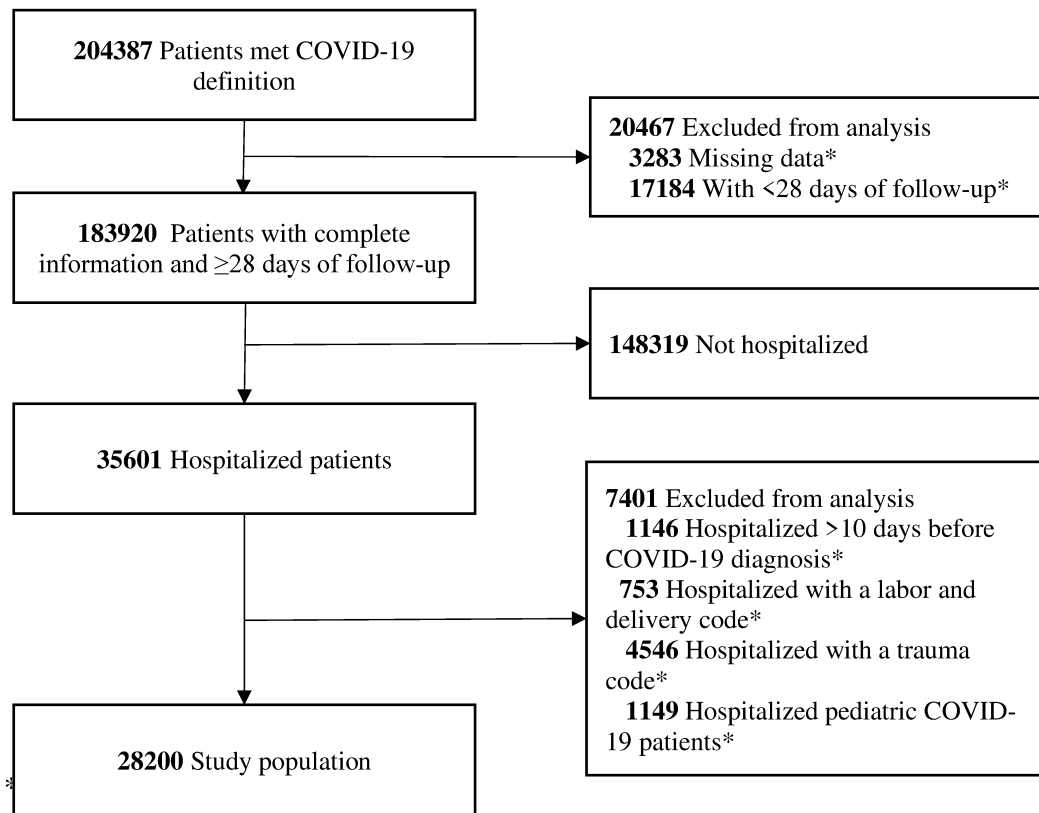 204387 Patients met COVID-19
definition
20467 Excluded from analysis
3283 Missing data*
17184 With <28 days of follow-up*
183920 Patients with complete
information and ≥28 days of follow-up
148319 Not hospitalized
35601 Hospitalized patients
7401 Excluded from analysis
1146 Hospitalized >10 days before
COVID-19 diagnosis*
753 Hospitalized with a labor and
delivery code*
4546 Hospitalized with a trauma
code*
1149 Hospitalized pediatric COVID-
19 patients*
28200 Study population
*